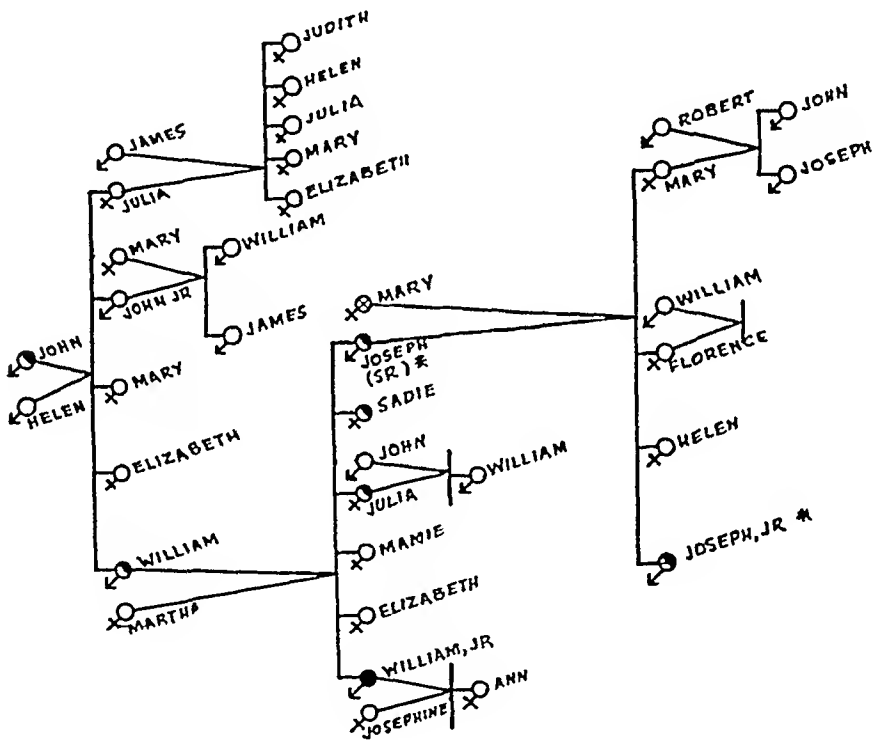 JUDITH
HELEN
JULIA
MARY
ELIZABETH
JAMES
JULIA
MARY
JOHN JR
WILLIAM
JAMES
JOHN
HELEN
MARY
ELIZABETH
WILLIAM
MARTHA
MARY
JOSEPH
(SR) *
SADIE
JOHN
JULIA
WILLIAM
MAMIE
ELIZABETH
WILLIAM, JR
JOSEPHINE
ANN
ROBERT
MARY
JOHN
JOSEPH
WILLIAM
FLORENCE
HELEN
JOSEPH, JR *